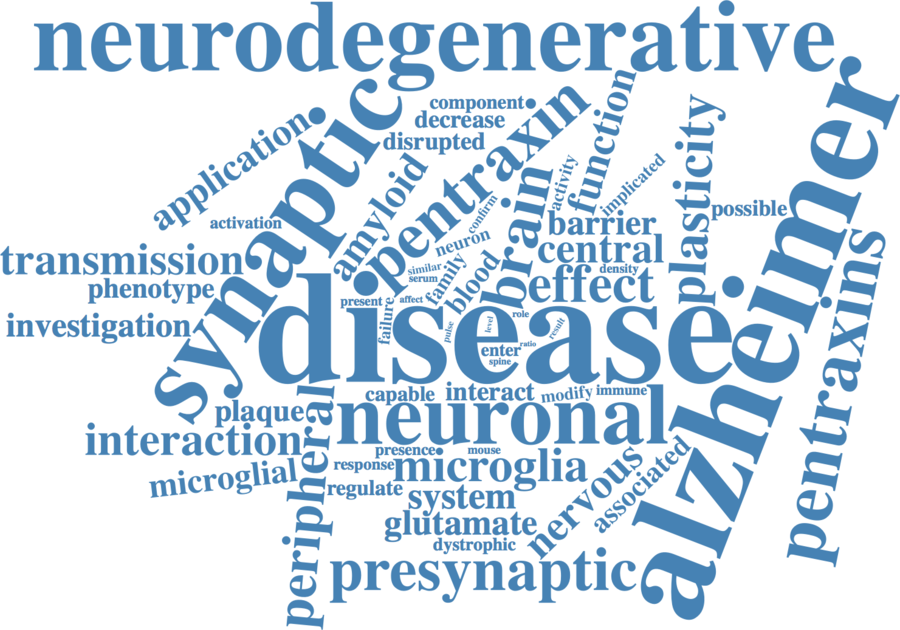 neurodegenerative
component
decrease
disrupted
application
synaptic
pentraxin
function
alzheimer
amyloid
activity
implicated
plasticity
possible
activation
confirm
neuron
brain
barrier
central
transmission
phenotype
investigation
similar
serum
family
blood
density
effect
present
affect
failure
disease
pulse
level
role
result
ratio
enter
spine
pentraxins
capable
interact
modify
immune
plaque
neuronal
interaction
peripheral
presence
mouse
microglial
response
microglia
nervous
associated
regulate
system
glutamate
dystrophic
presynaptic